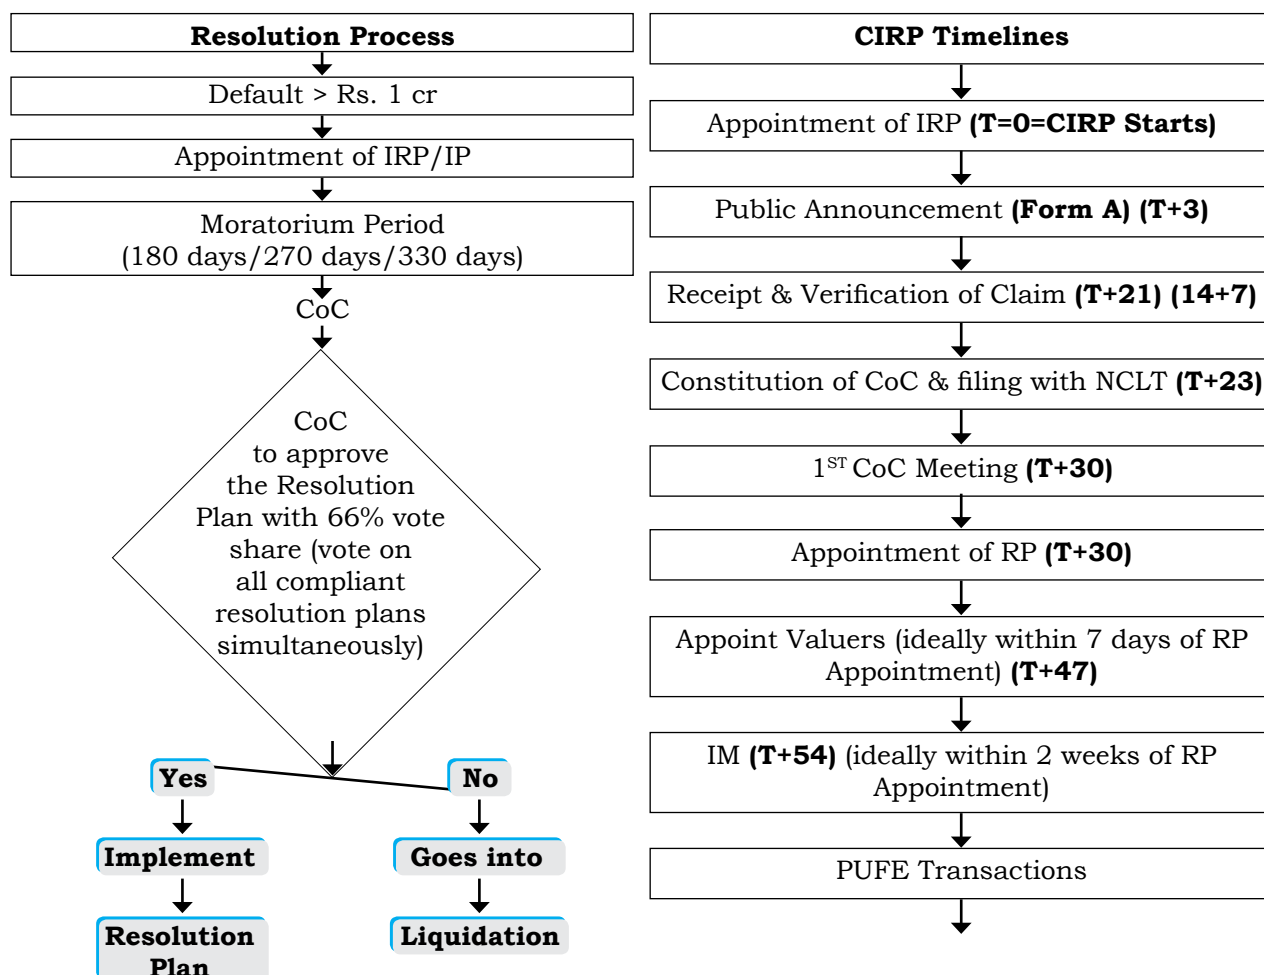 Resolution Process
Default > Rs. 1 cr
Appointment of IRP/IP
Moratorium Period
(180 days/270 days/330 days)
CoC
CoC
to approve
the Resolution
Plan with 66% vote
share (vote on
all compliant
resolution plans
simultaneously)
Yes
No
Implement
Goes into
Resolution
Plan
Liquidation
CIRP Timelines
Appointment of IRP (T=0=CIRP Starts)
Public Announcement (Form A) (T+3)
Receipt & Verification of Claim (T+21) (14+7)
Constitution of CoC & filing with NCLT (T+23)
1ST CoC Meeting (T+30)
Appointment of RP (T+30)
Appoint Valuers (ideally within 7 days of RP
Appointment) (T+47)
IM (T+54) (ideally within 2 weeks of RP
Appointment)
PUFE Transactions